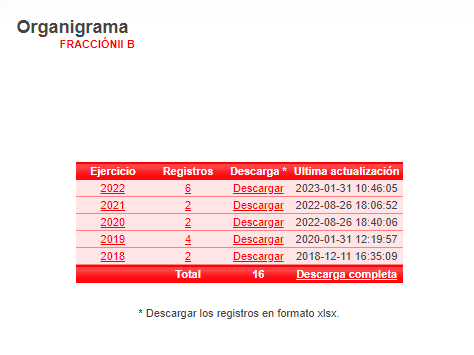 Organigrama
FRACCIÓNII B
Ejercicio Registros Descarga * Ultima actualización
2022 6 Descargar 2023-01-31 10:46:05
2021 2 Descargar 2022-08-26 18:06:52
2020 2 Descargar 2022-08-26 18:40:06
2019 4 Descargar 2020-01-31 12:19:57
2018 2 Descargar 2018-12-11 16:35:09
Total 16 Descarga completa
* Descargar los registros en formato xlsx.